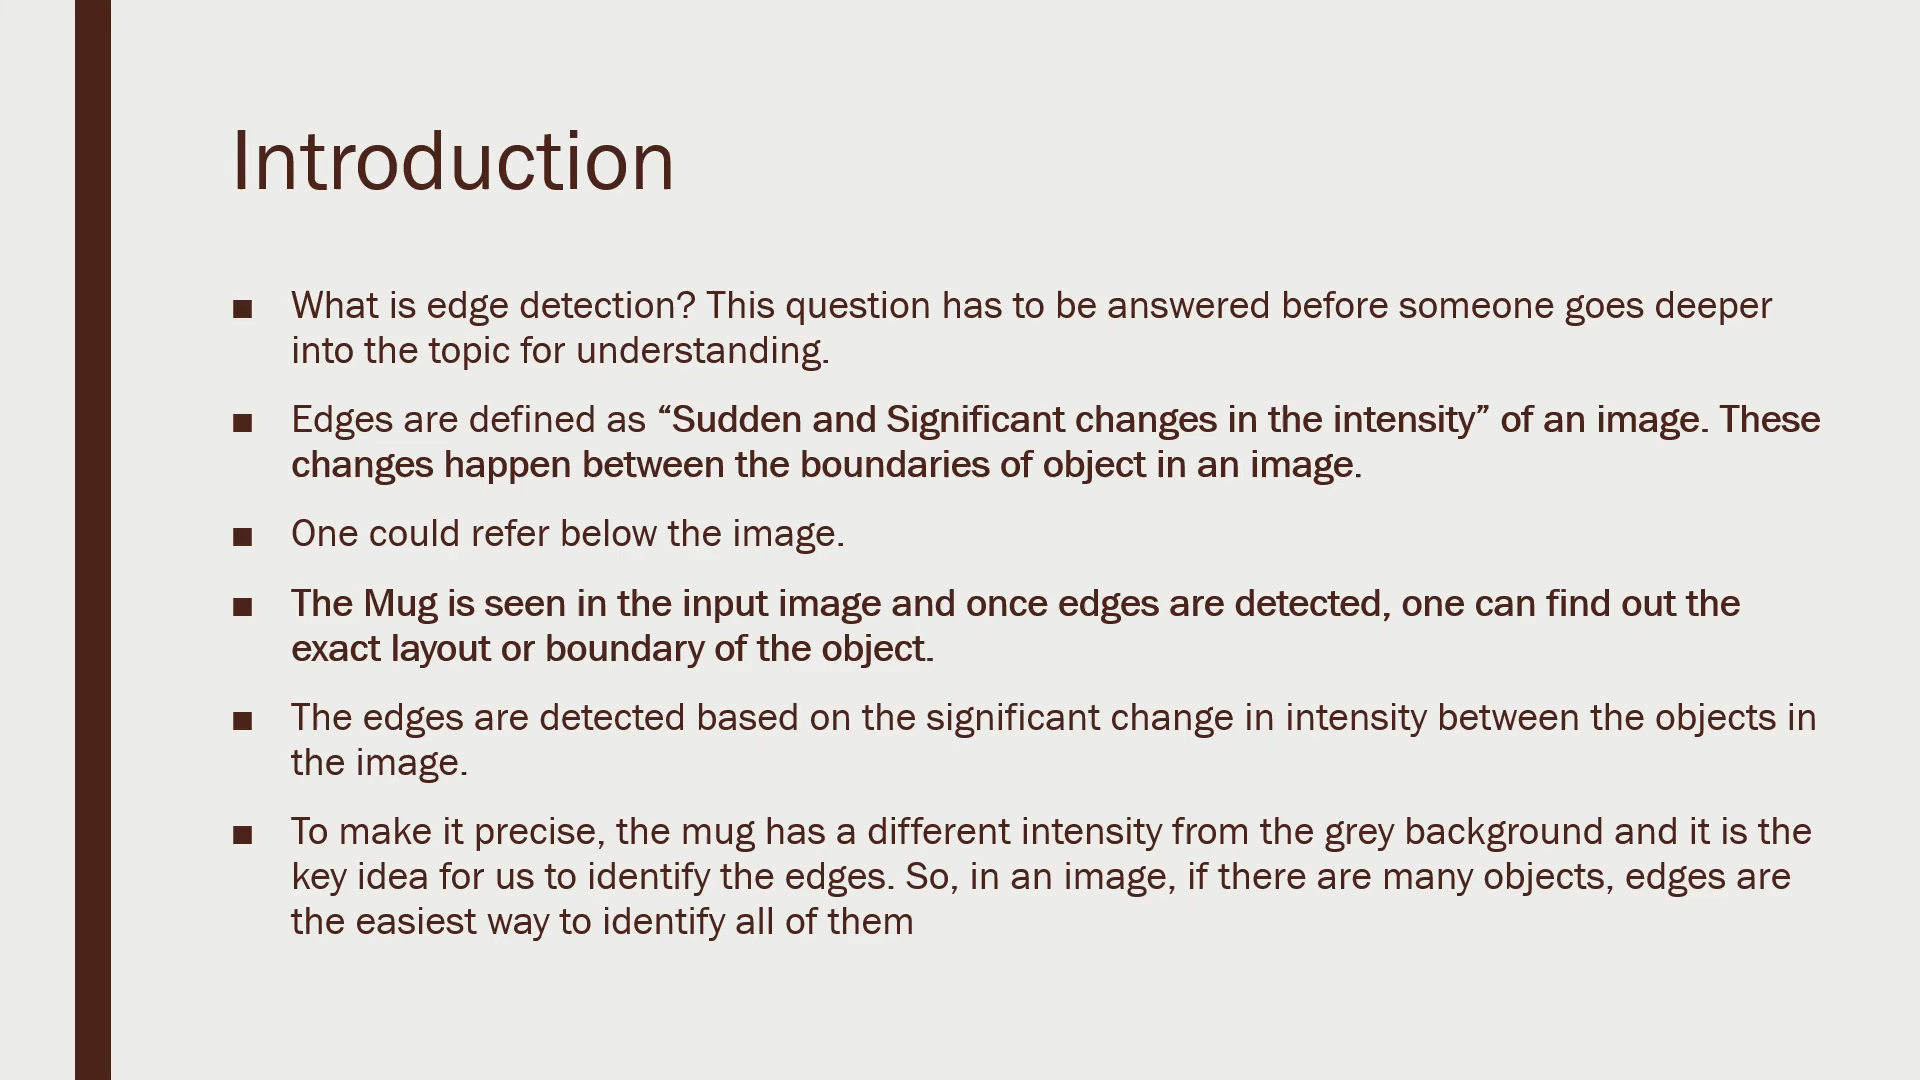 Introduction
■ What is edge detection? This question has to be answered before someone goes deeper
into the topic for understanding.
■ Edges are defined as “Sudden and Significant changes in the intensity” of an image. These
changes happen between the boundaries of object in an image.
■ One could refer below the image.
■ The Mug is seen in the input image and once edges are detected, one can find out the
exact layout or boundary of the object.
■ The edges are detected based on the significant change in intensity between the objects in
the image.
■ To make it precise, the mug has a different intensity from the grey background and it is the
key idea for us to identify the edges. So, in an image, if there are many objects, edges are
the easiest way to identify all of them